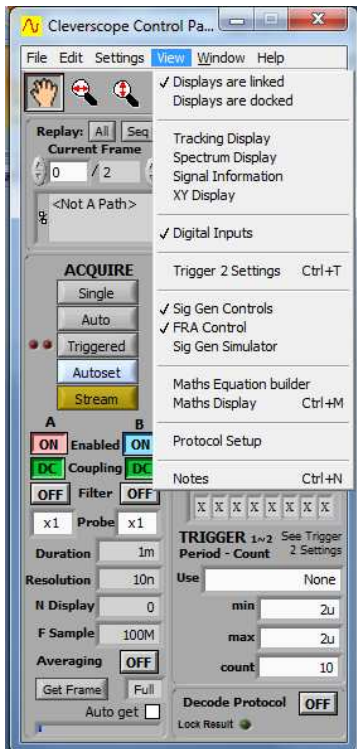 Cleverscope Control Pa...
File Edit Settings View Window Help
✓ Displays are linked
Displays are docked
Tracking Display
Spectrum Display
Signal Information
XY Display
✓ Digital Inputs
Trigger 2 Settings Ctrl+T
✓ Sig Gen Controls
✓ FRA Control
Sig Gen Simulator
Maths Equation builder
Maths Display Ctrl+M
Protocol Setup
Notes Ctrl+N
Replay: All Seq
Current Frame
0 / 2
<Not A Path>
ACQUIRE
Single
Auto
Triggered
Autoset
Stream
A B
ON Enabled ON
DC Coupling DC
OFF Filter OFF
x1 Probe x1
Duration 1m
Resolution 10n
N Display 0
F Sample 100M
Averaging OFF
Get Frame Full
Auto get
X X X X X X X X
TRIGGER 1~2 See Trigger
Period - Count 2 Settings
Use None
min 2u
max 2u
count 10
Decode Protocol OFF
Lock Result